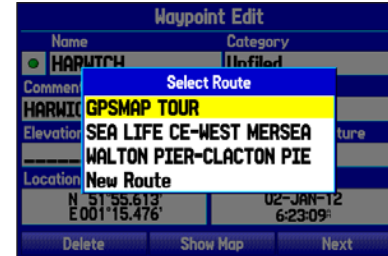 Waypoint Edit
Name Category
HARWICH Unfiled
Commen
HARWIC
Select Route
GPSMAP TOUR
SEA LIFE CE-WEST MERSEA
WALTON PIER-CLACTON PIE
New Route
Elevation ture
Location
N 51°55.613' 02-JAN-12
E001°15.476' 6:23:09
Delete Show Map Next